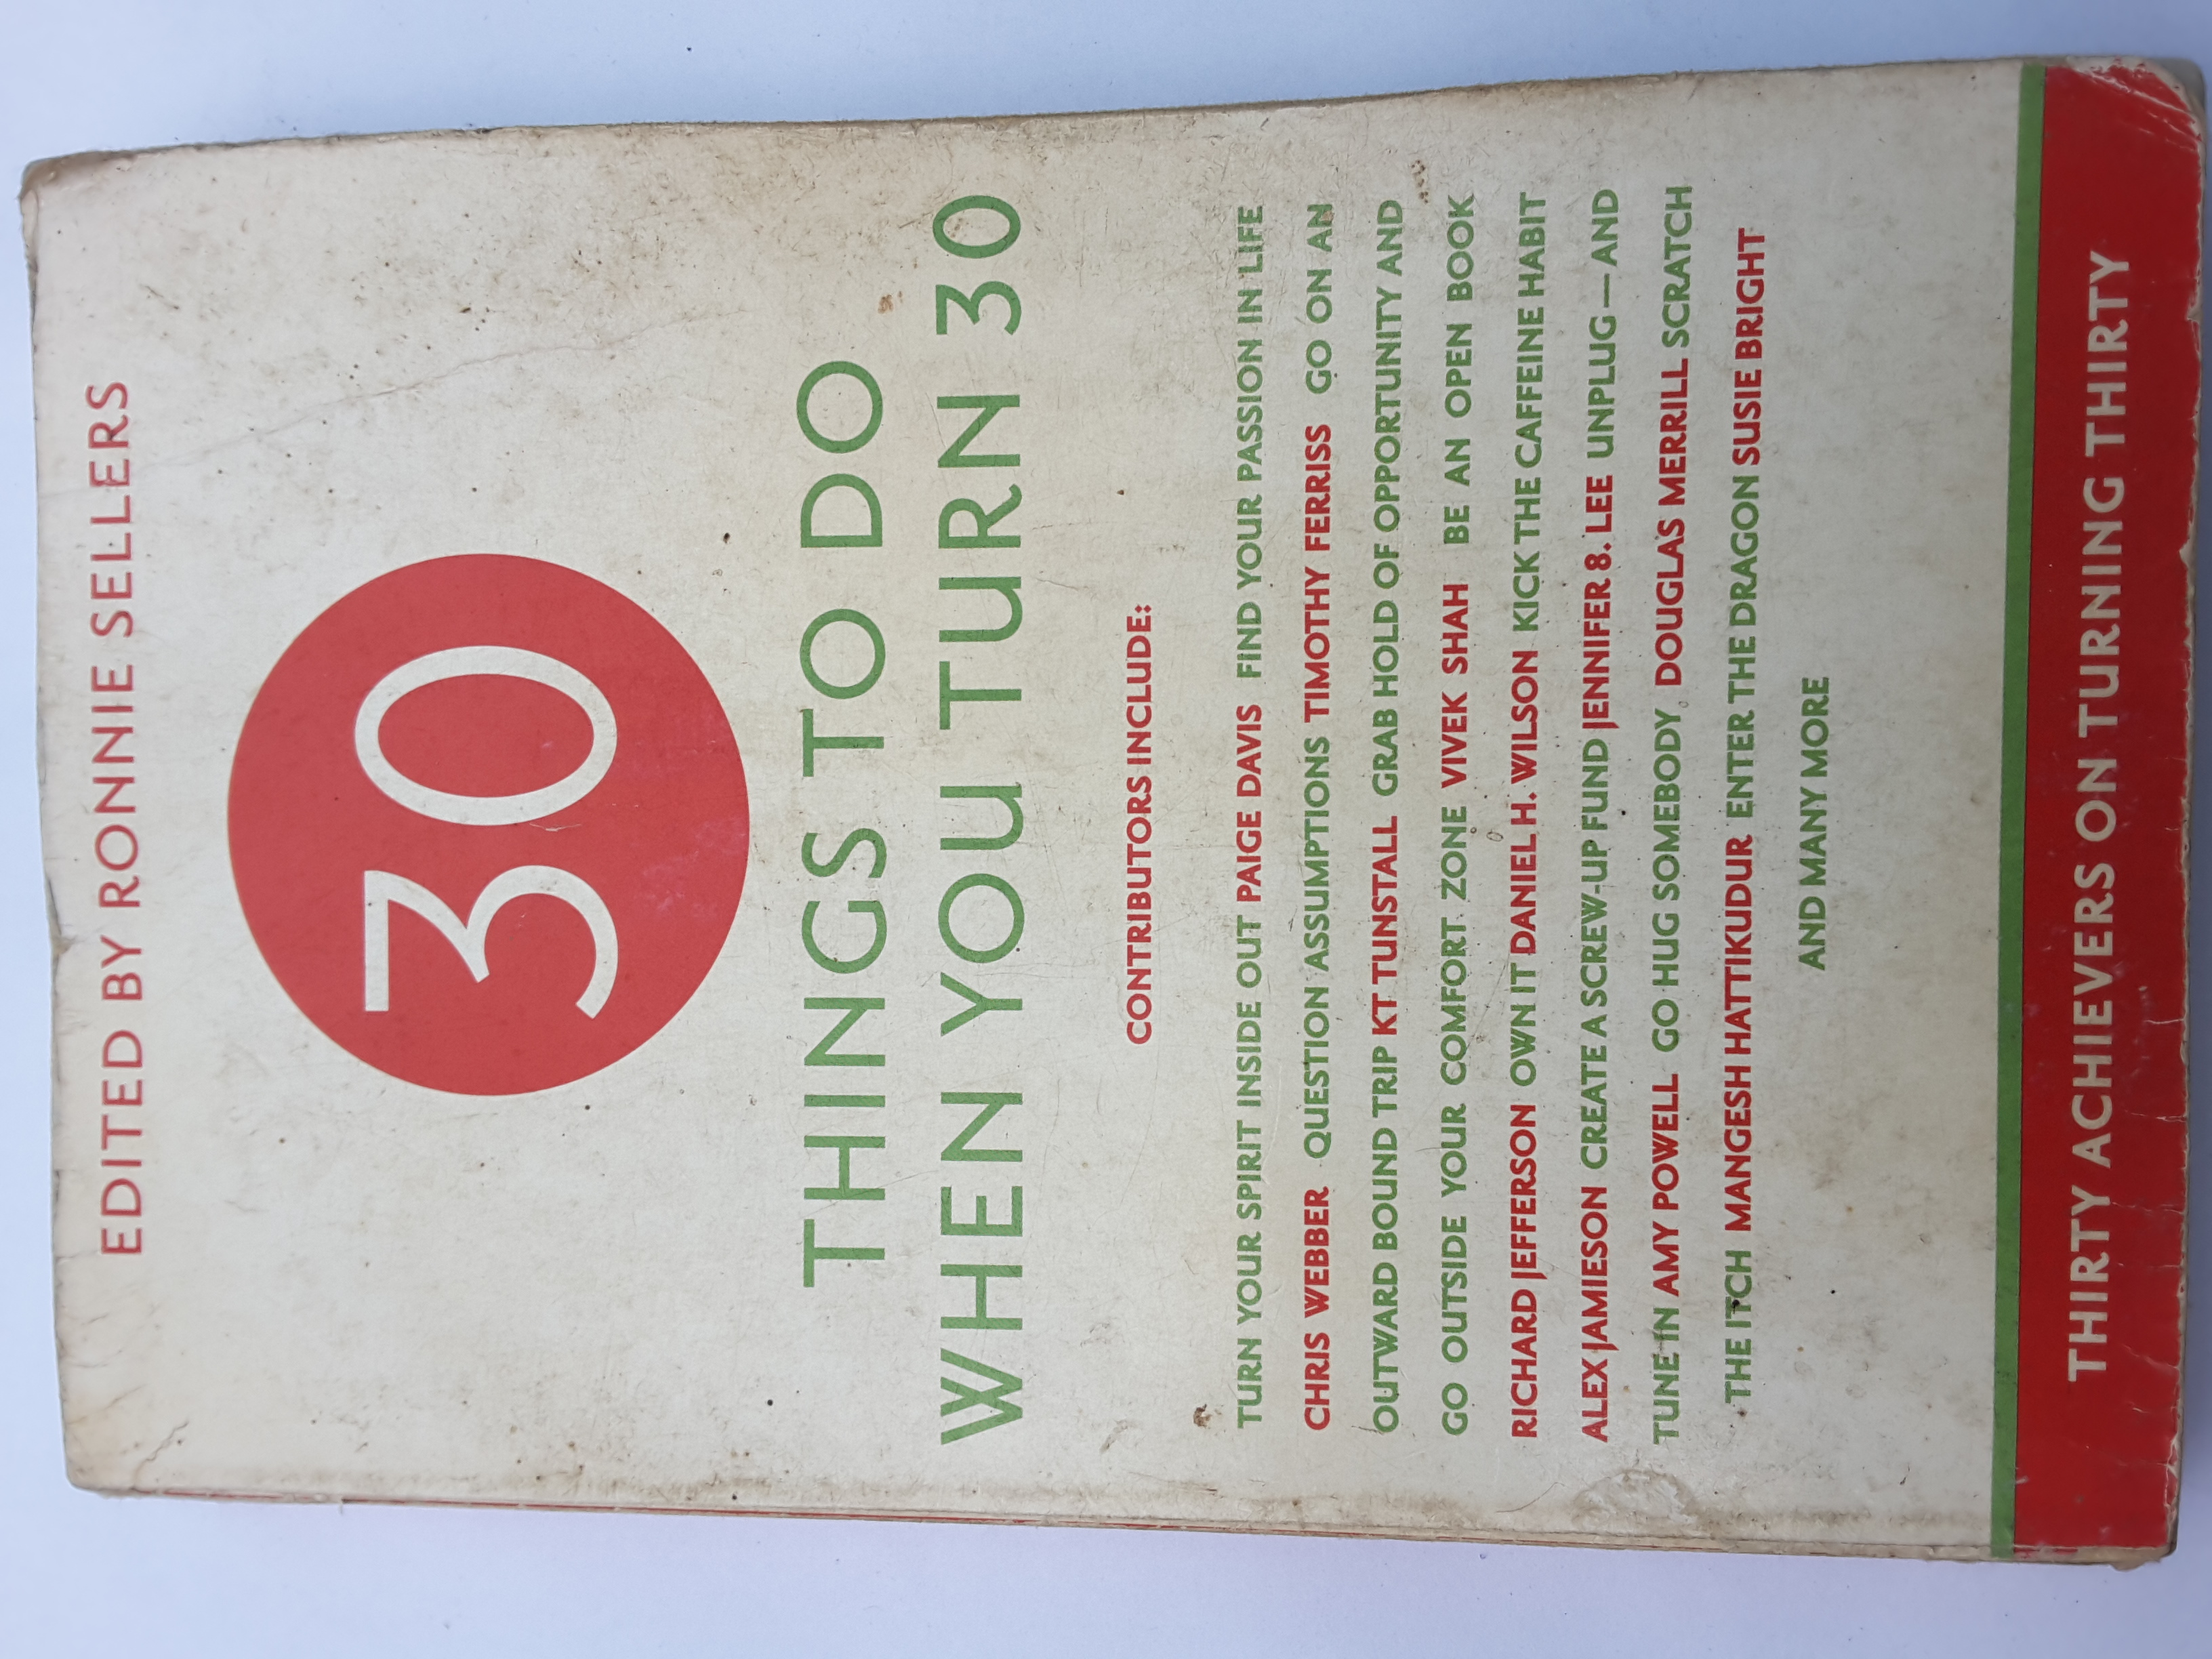 EDITED BY RONNIE SELLERS
30
THINGS TO DO
WHEN YOU TURN 30
CONTRIBUTORS INCLUDE:
TURN YOUR SPIRIT INSIDE OUT PAIGE DAVIS FIND YOUR PASSION IN LIFE
CHRIS WEBBER QUESTION ASSUMPTIONS TIMOTHY FERRISS GO ON AN
OUTWARD BOUND TRIP KT TUNSTALL GRAB HOLD OF OPPORTUNITY AND
GO OUTSIDE YOUR COMFORT ZONE VIVEK SHAH BE AN OPEN BOOK
RICHARD JEFFERSON OWN IT DANIEL H. WILSON KICK THE CAFFEINE HABIT
ALEX JAMIESON CREATE A SCREW-UP FUND JENNIFER 8. LEE UNPLUG—AND
TUNE IN AMY POWELL GO HUG SOMEBODY DOUGLAS MERRILL SCRATCH
THE ITCH MANGESH HATTIKUDUR ENTER THE DRAGON SUSIE BRIGHT
AND MANY MORE
THIRTY ACHIEVERS ON TURNING THIRTY